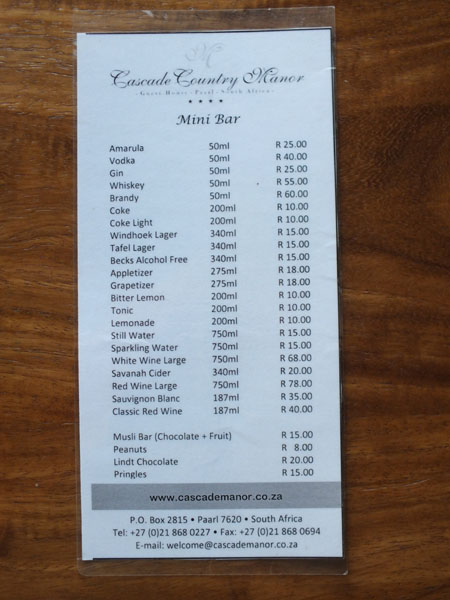 CM
Cascade Country Manor
- Guest House - Paarl - South Africa -
Mini Bar
Amarula 50ml R 25.00
Vodka 50ml R 40.00
Gin 50ml R 25.00
Whiskey 50ml R 55.00
Brandy 50ml R 60.00
Coke 200ml R 10.00
Coke Light 200ml R 10.00
Windhoek Lager 340ml R 15.00
Tafel Lager 340ml R 15.00
Becks Alcohol Free 340ml R 15.00
Appletizer 275ml R 18.00
Grapetizer 275ml R 18.00
Bitter Lemon 200ml R 10.00
Tonic 200ml R 10.00
Lemonade 200ml R 10.00
Still Water 750ml R 15.00
Sparkling Water 750ml R 15.00
White Wine Large 750ml R 68.00
Savanah Cider 340ml R 20.00
Red Wine Large 750ml R 78.00
Sauvignon Blanc 187ml R 35.00
Classic Red Wine 187ml R 40.00
Musli Bar (Chocolate + Fruit) R 15.00
Peanuts R 8.00
Lindt Chocolate R 20.00
Pringles R 15.00
www.cascademanor.co.za
P.O. Box 2815 • Paarl 7620 • South Africa
Tel: +27 (0)21 868 0227 • Fax: +27 (0)21 868 0694
E-mail: welcome@cascademanor.co.za